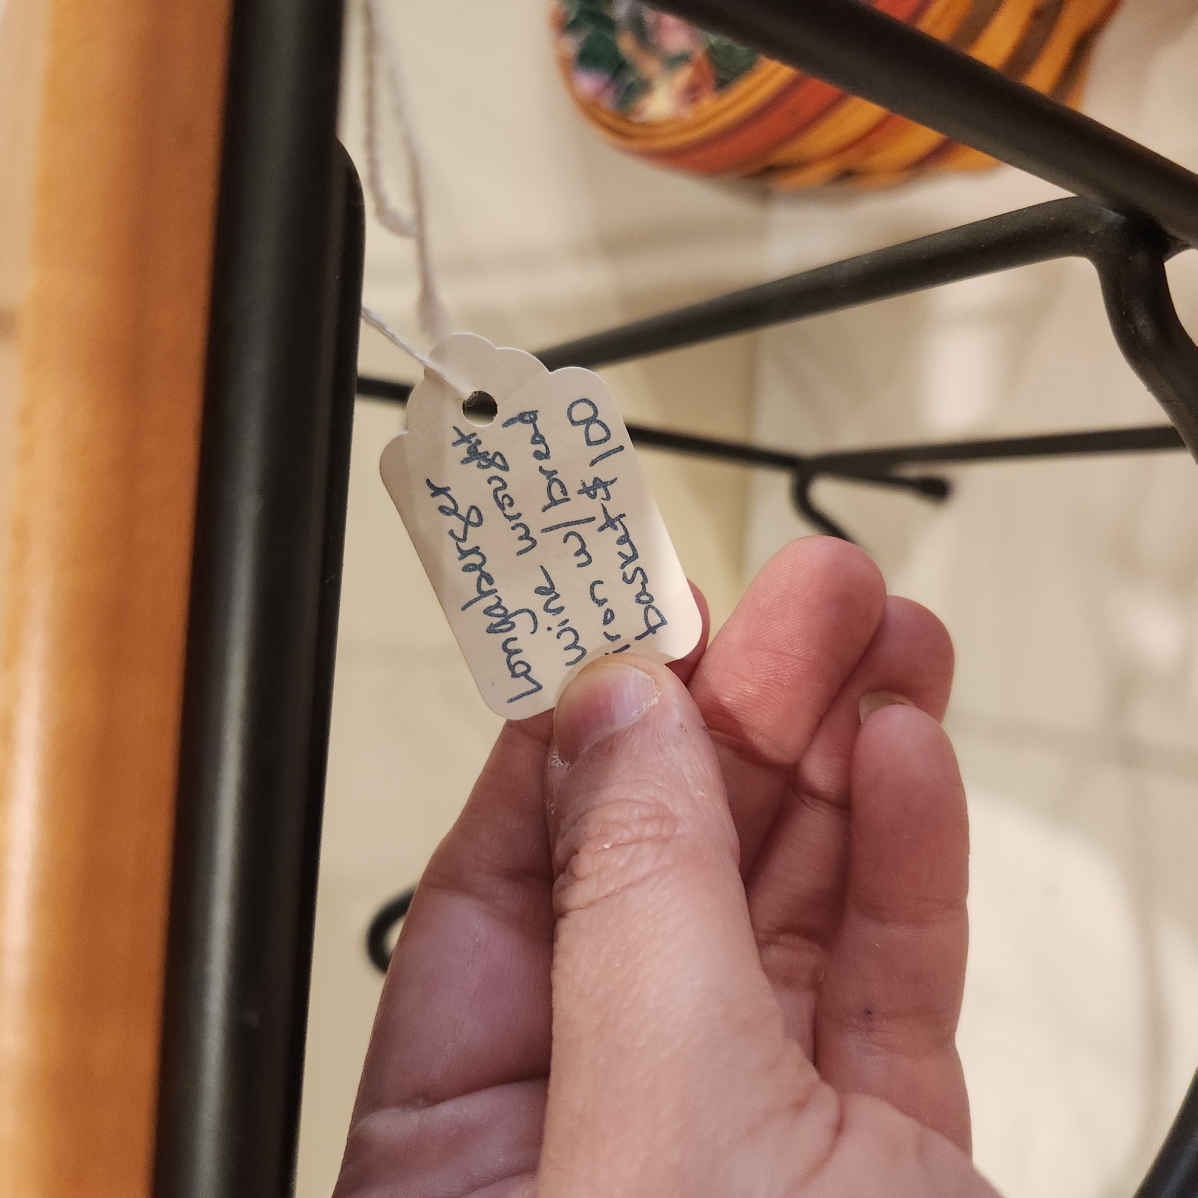 Longaberger
wine wrought
iron w/ bread
basket $100